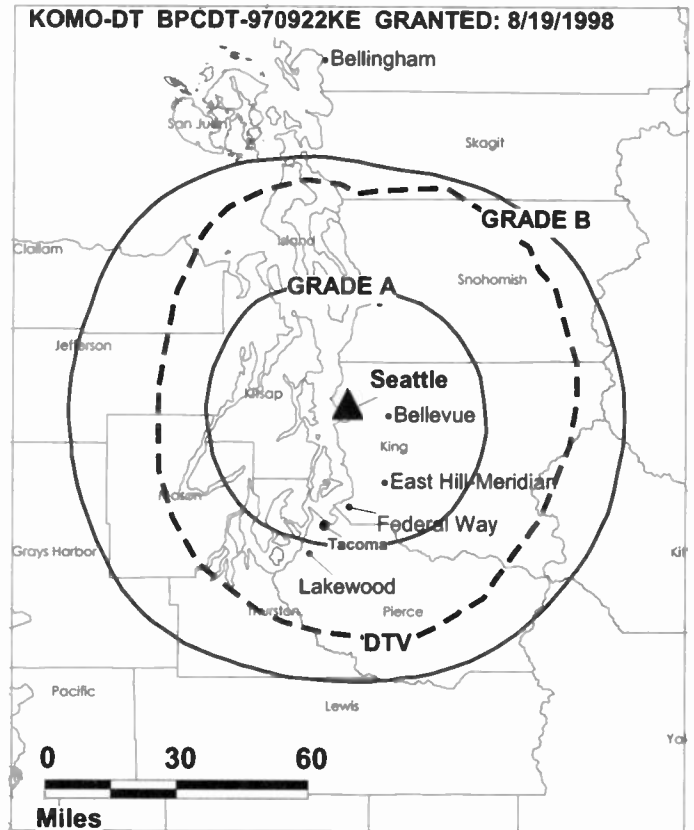 KOMO-DT BPCDT-970922KE GRANTED: 8/19/1998
Bellingham
San Juan
Skagit
GRADE B
Island
Clallam
Snohomish
GRADE A
Jefferson
Seattle
Kitsap
Bellevue
King
East Hill-Meridian
Mason
Federal Way
Tacoma
Grays Harbor
Kit
Lakewood
Thurston
Pierce
DTV
Pacific
Lewis
Yak
0 30 60
Miles